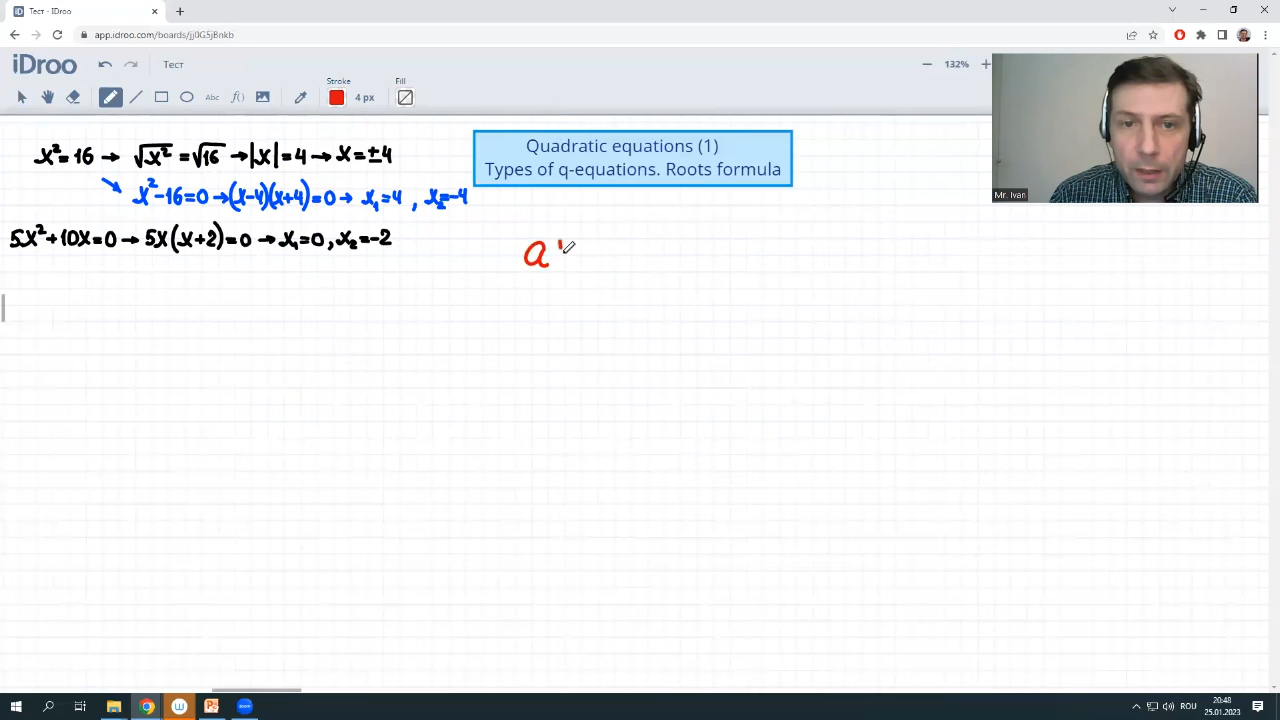 Тест - IDroo
app.idroo.com/boards/jj0G5jBnkb
iDroo
Тест
132%
Stroke
4 px
Fill
Abc
f()
x²=16 → √x² = √16 → |x| = 4 → x = ±4
x²-16=0 → (x-4)(x+4)=0 → x₁=4 , x₂=-4
5x²+10x=0 → 5x(x+2)=0 → x₁=0, x₂=-2
Quadratic equations (1)
Types of q-equations. Roots formula
a
Mr. Ivan
ROU
20:48
25.01.2023